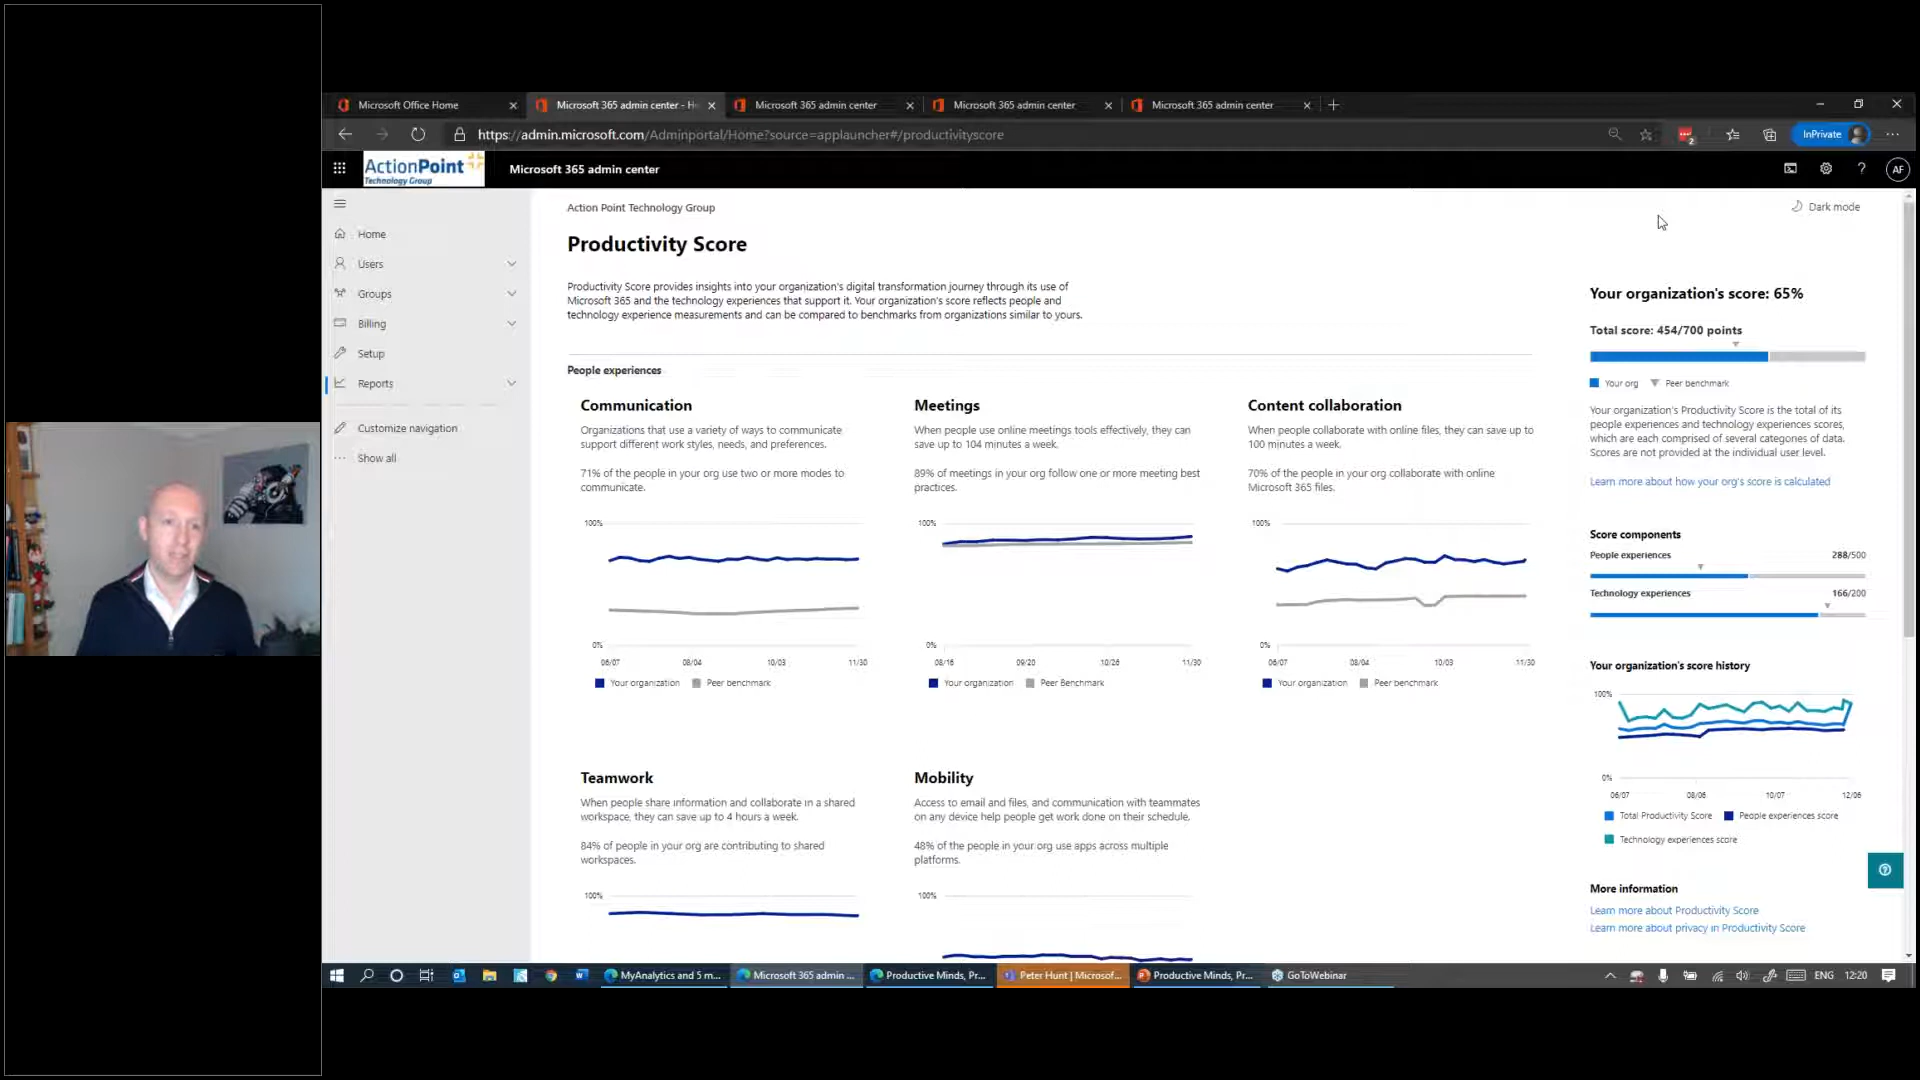 Microsoft Office Home
Microsoft 365 admin center - H
Microsoft 365 admin center
Microsoft 365 admin center
Microsoft 365 admin center
https://admin.microsoft.com/Adminportal/Home?source=applauncher#/productivityscore
InPrivate
2
ActionPoint
Technology Group
Microsoft 365 admin center
?
AF
Home
Users
Groups
Billing
Setup
Reports
Customize navigation
Show all
Action Point Technology Group
Dark mode
Productivity Score
Productivity Score provides insights into your organization's digital transformation journey through its use of
Microsoft 365 and the technology experiences that support it. Your organization's score reflects people and
technology experience measurements and can be compared to benchmarks from organizations similar to yours.
People experiences
Communication
Organizations that use a variety of ways to communicate
support different work styles, needs, and preferences.
71% of the people in your org use two or more modes to
communicate.
100%
0%
06/07 08/04 10/03 11/30
Your organization Peer benchmark
Meetings
When people use online meetings tools effectively, they can
save up to 104 minutes a week.
89% of meetings in your org follow one or more meeting best
practices.
100%
0%
08/16 09/20 10/26 11/30
Your organization Peer Benchmark
Content collaboration
When people collaborate with online files, they can save up to
100 minutes a week.
70% of the people in your org collaborate with online
Microsoft 365 files.
100%
0%
06/07 08/04 10/03 11/30
Your organization Peer benchmark
Teamwork
When people share information and collaborate in a shared
workspace, they can save up to 4 hours a week.
84% of people in your org are contributing to shared
workspaces.
100%
Mobility
Access to email and files, and communication with teammates
on any device help people get work done on their schedule.
48% of the people in your org use apps across multiple
platforms.
100%
Your organization's score: 65%
Total score: 454/700 points
Your org Peer benchmark
Your organization's Productivity Score is the total of its
people experiences and technology experiences scores,
which are each comprised of several categories of data.
Scores are not provided at the individual user level.
Learn more about how your org's score is calculated
Score components
People experiences 288/500
Technology experiences 166/200
Your organization's score history
100%
0%
06/07 08/06 10/07 12/06
Total Productivity Score People experiences score
Technology experiences score
More information
Learn more about Productivity Score
Learn more about privacy in Productivity Score
MyAnalytics and 5 m...
Microsoft 365 admin ...
Productive Minds, Pr...
Peter Hunt | Microsof...
Productive Minds, Pr...
GoToWebinar
ENG
12:20